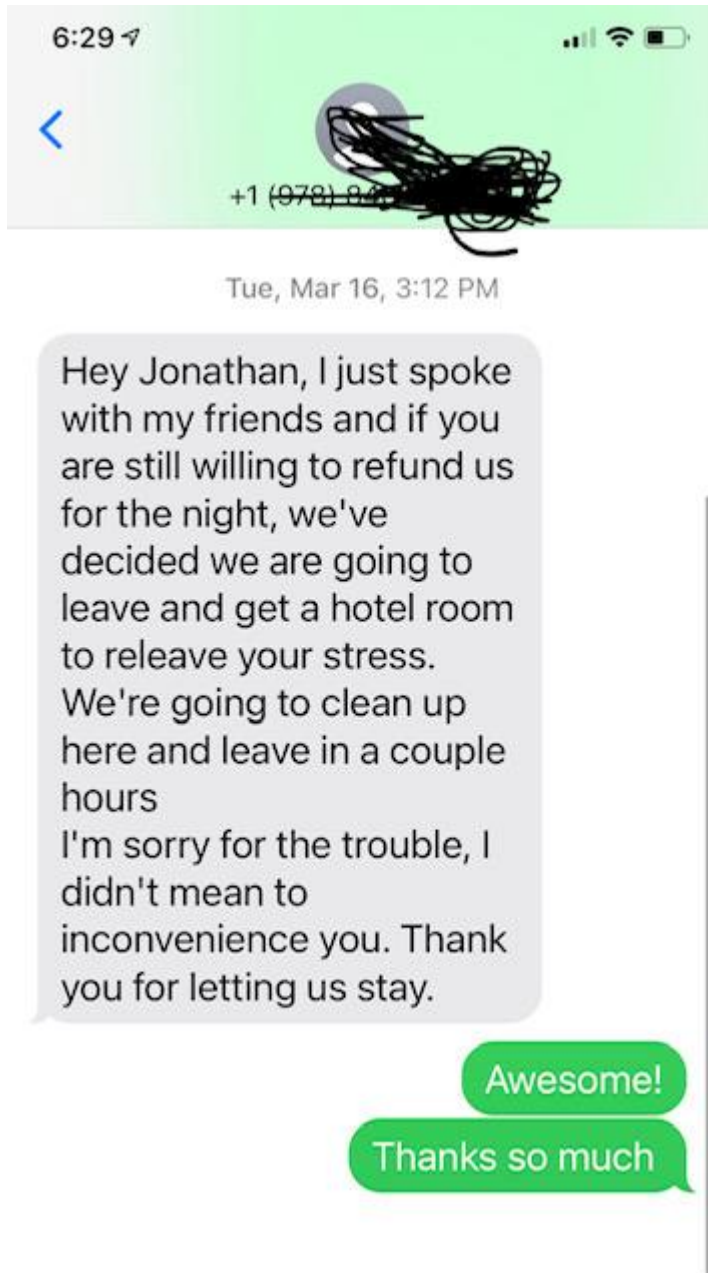 6:29
+1 (978) 84
Tue, Mar 16, 3:12 PM
Hey Jonathan, I just spoke
with my friends and if you
are still willing to refund us
for the night, we've
decided we are going to
leave and get a hotel room
to releave your stress.
We're going to clean up
here and leave in a couple
hours
I'm sorry for the trouble, I
didn't mean to
inconvenience you. Thank
you for letting us stay.
Awesome!
Thanks so much